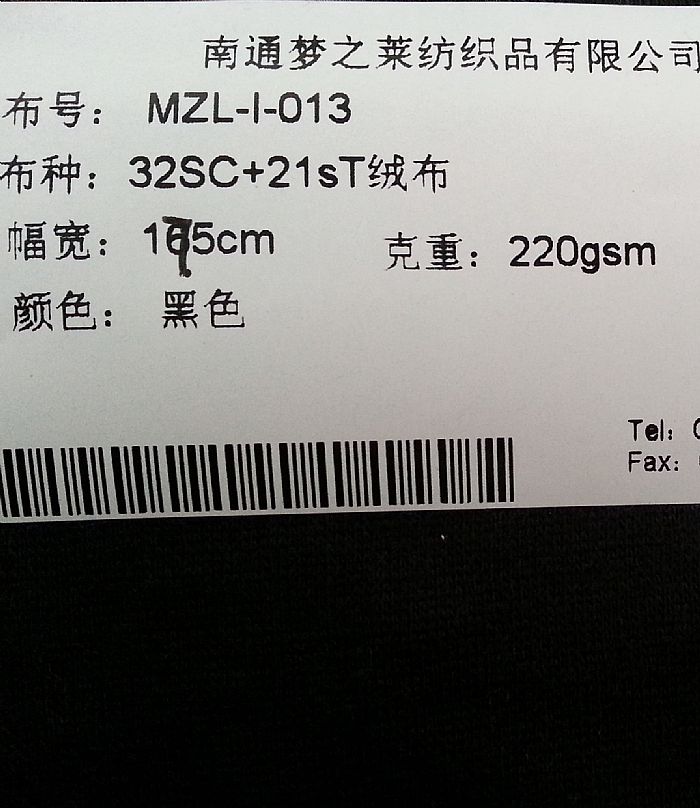 南通梦之莱纺织品有限公司
布号: MZL-I-013
布种: 32SC+21sT绒布
幅宽: 175cm
克重: 220gsm
颜色: 黑色
Tel:
Fax: